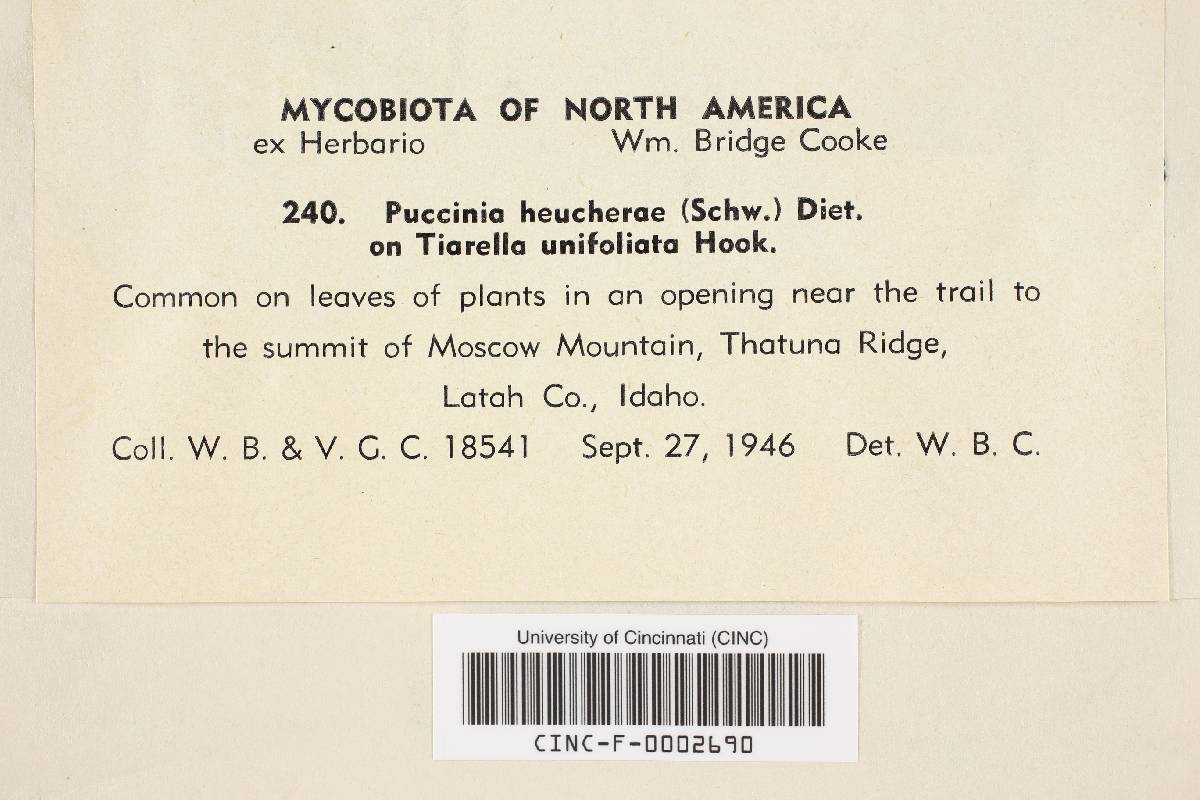 MYCOBIOTA OF NORTH AMERICA
ex Herbario Wm. Bridge Cooke
240. Puccinia heucherae (Schw.) Diet.
on Tiarella unifoliata Hook.
Common on leaves of plants in an opening near the trail to
the summit of Moscow Mountain, Thatuna Ridge,
Latah Co., Idaho.
Coll. W. B. & V. G. C. 18541 Sept. 27, 1946 Det. W. B. C.
University of Cincinnati (CINC)
CINC-F-0002690